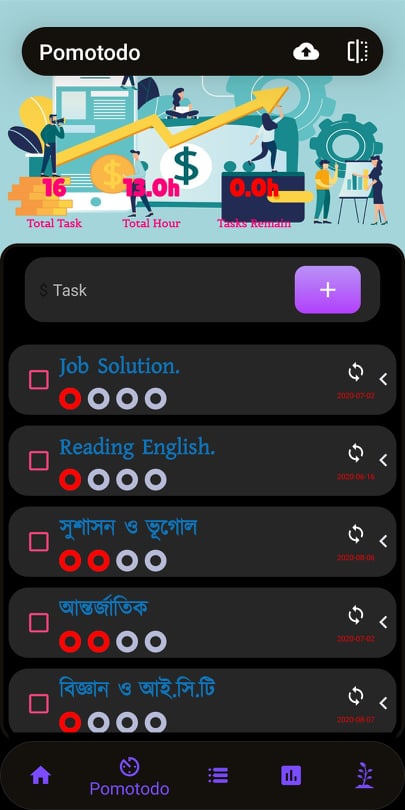 Pomotodo
16
13.0h
0.0h
Total Task
Total Hour
Tasks Remain
$ Task
Job Solution.
2020-07-02
Reading English.
2020-06-16
সুশাসন ও ভূগোল
2020-08-06
আন্তর্জাতিক
2020-07-02
বিজ্ঞান ও আই.সি.টি
2020-08-07
Pomotodo